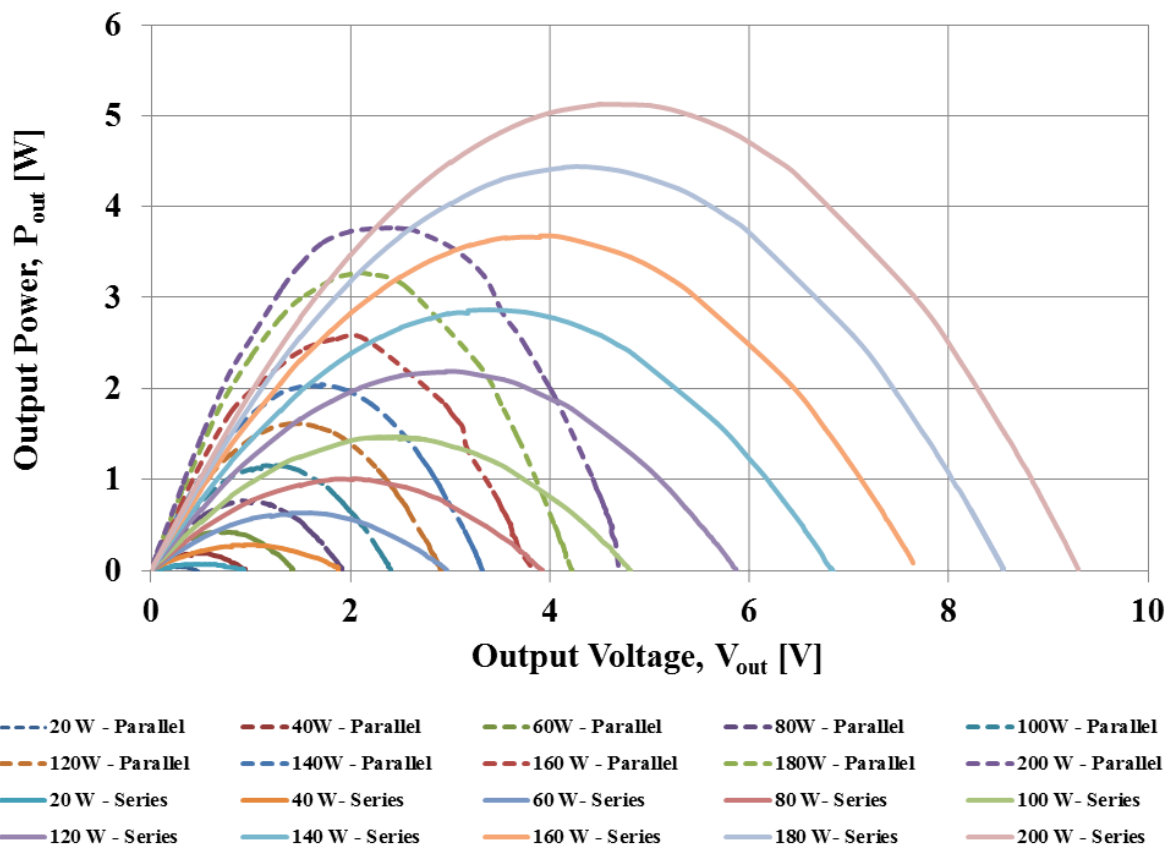 6
5
4
3
2
1
0
Output Power, Pout [W]
0 2 4 6 8 10
Output Voltage, Vout [V]
20 W - Parallel 40W - Parallel 60W - Parallel 80W - Parallel 100W - Parallel
120W - Parallel 140W - Parallel 160 W - Parallel 180W - Parallel 200 W - Parallel
20 W - Series 40 W- Series 60 W - Series 80 W - Series 100 W - Series
120 W - Series 140 W - Series 160 W - Series 180 W - Series 200 W - Series